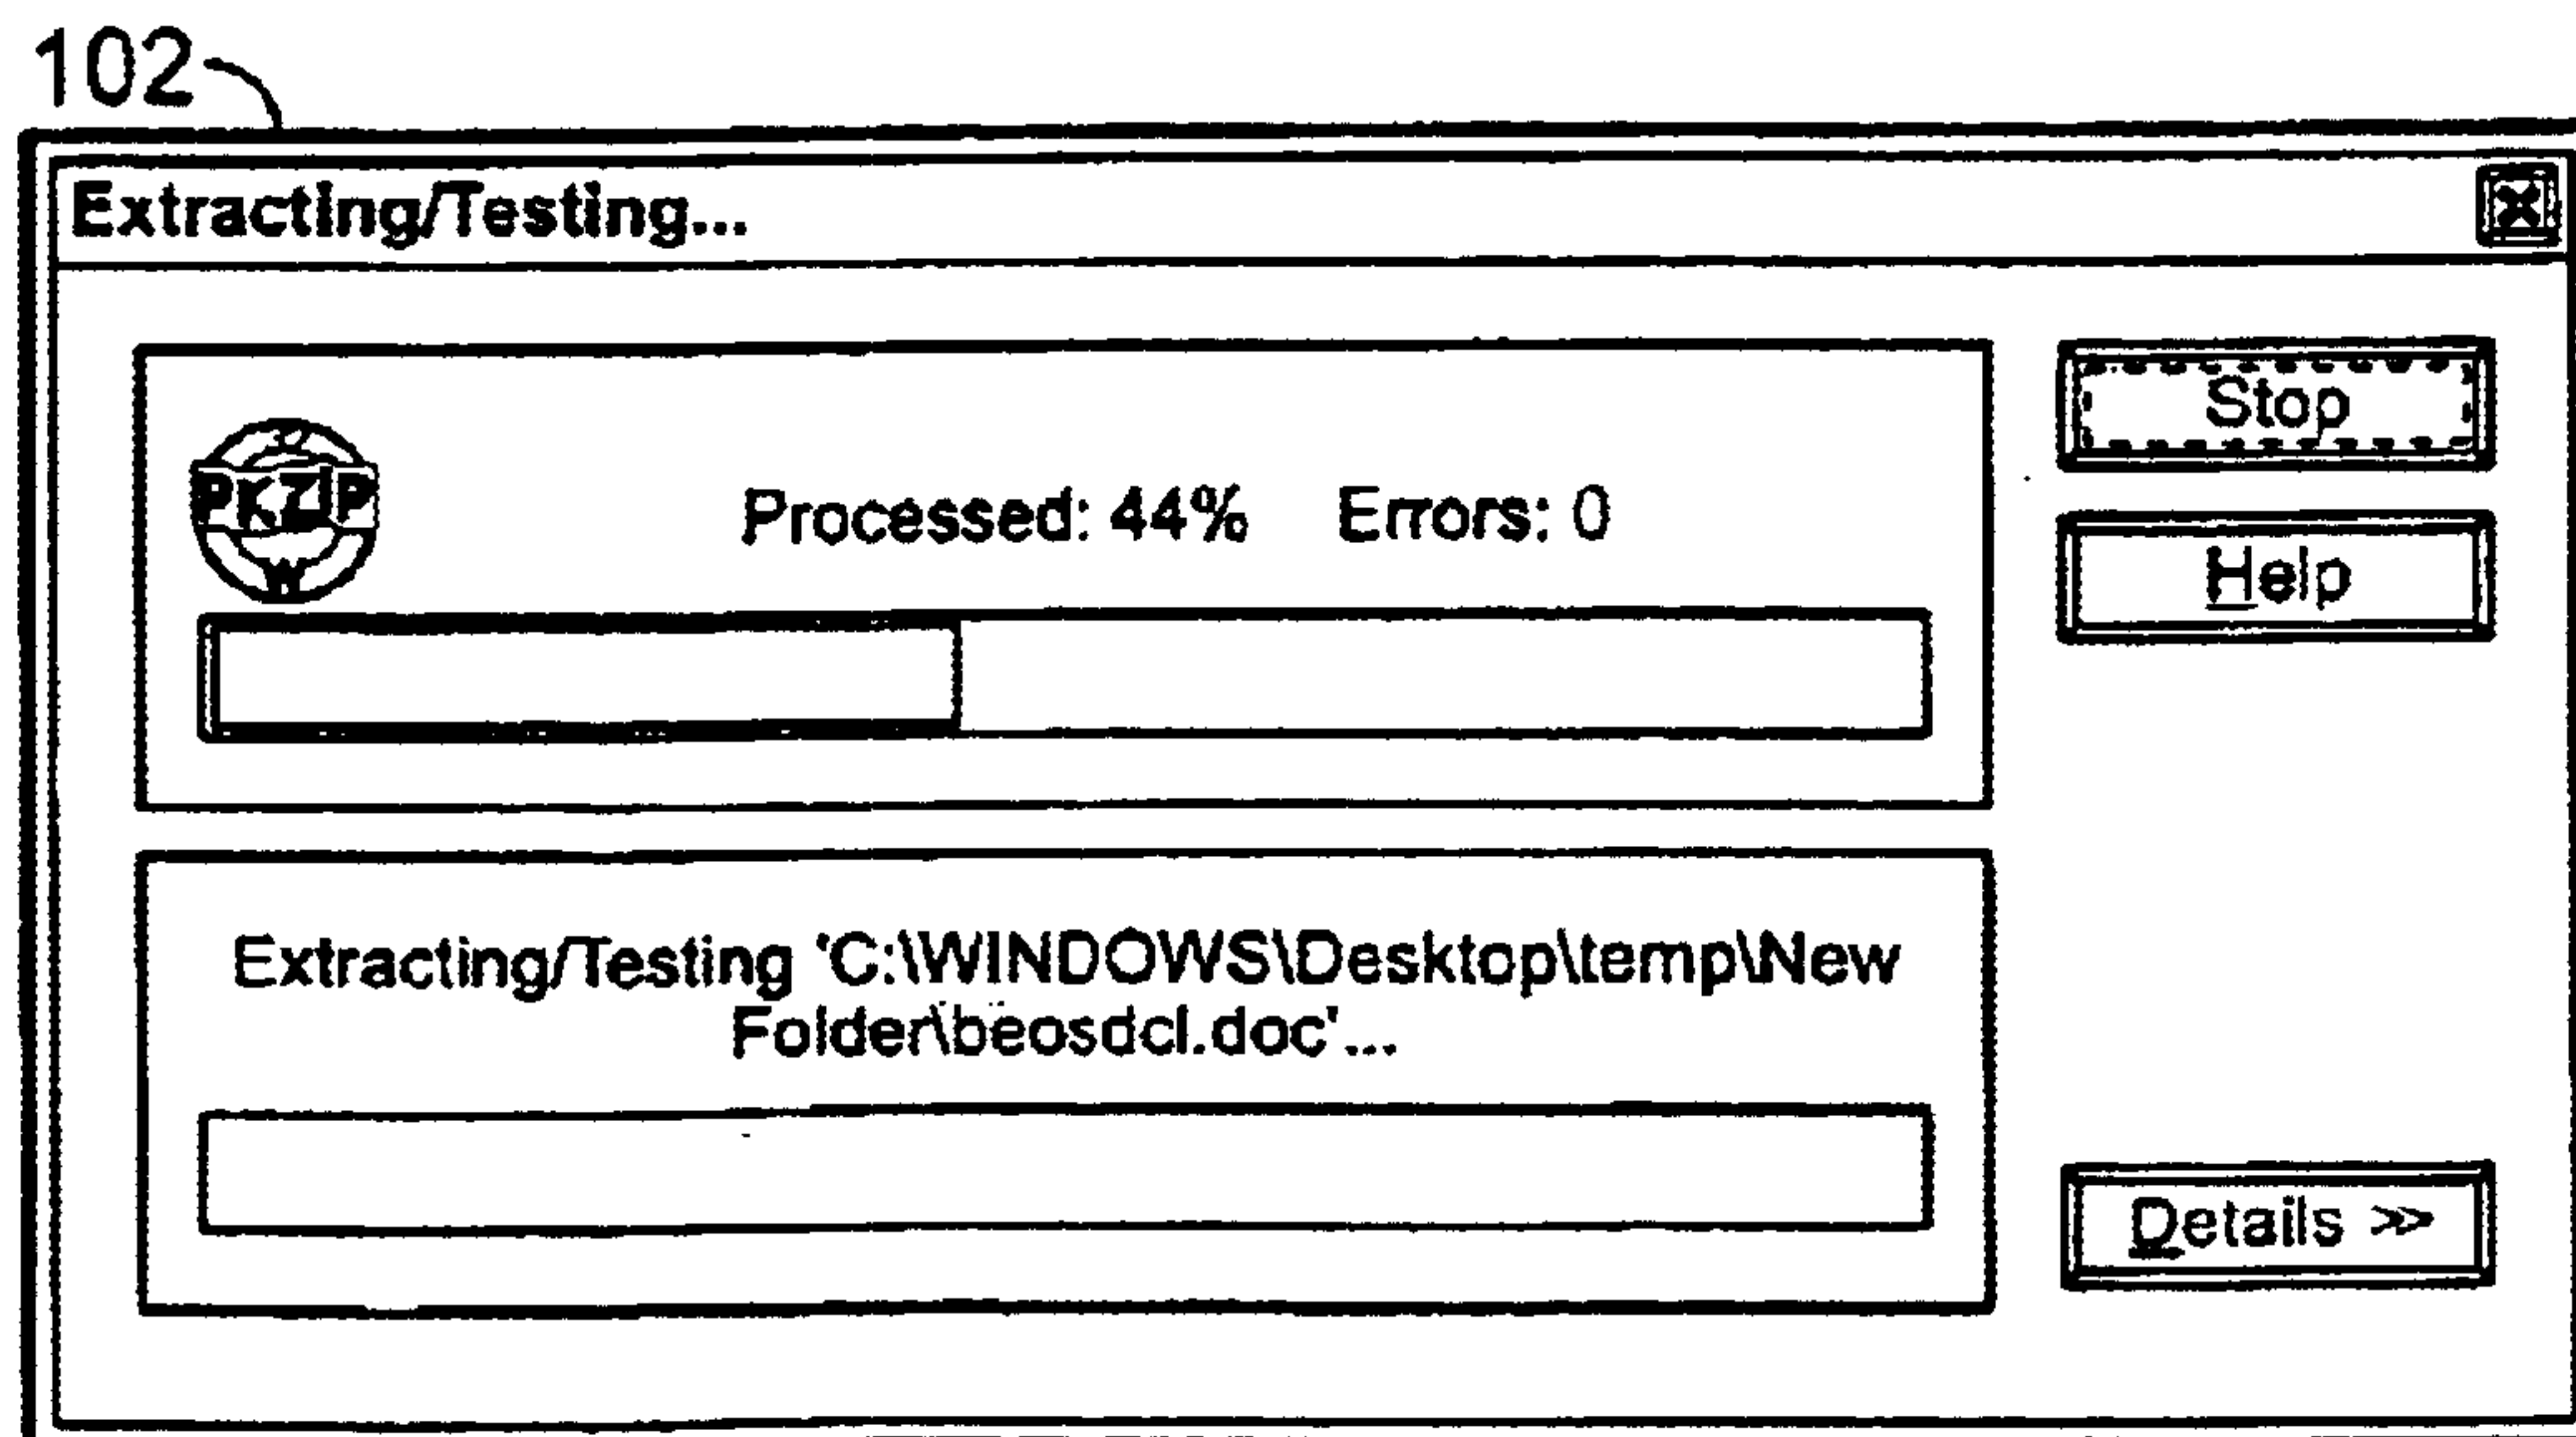 102
Extracting/Testing...
Stop
PKZIP
W
Processed: 44% Errors: 0
Help
Extracting/Testing 'C:\WINDOWS\Desktop\temp\New
Folder\beosdcl.doc'...
Details >>